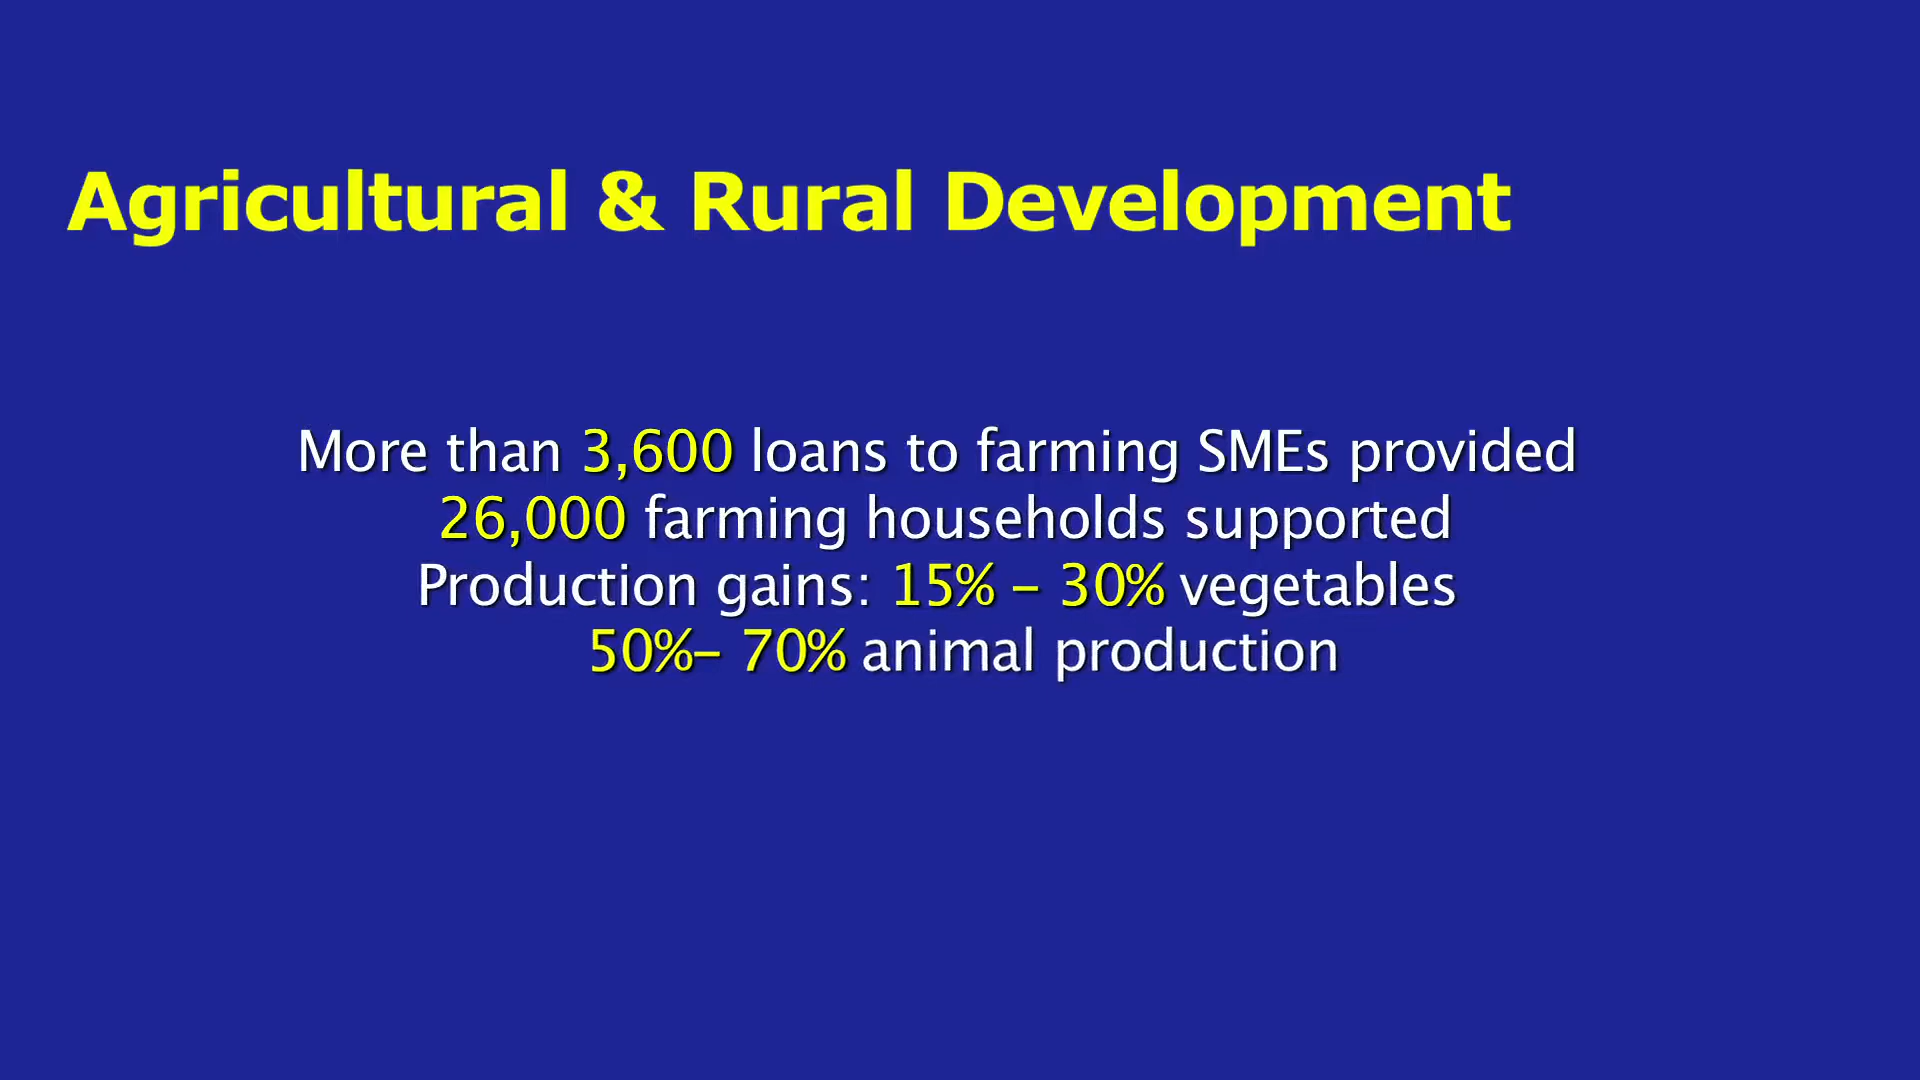 Agricultural & Rural Development
More than 3,600 loans to farming SMEs provided
26,000 farming households supported
Production gains: 15% – 30% vegetables
50%– 70% animal production